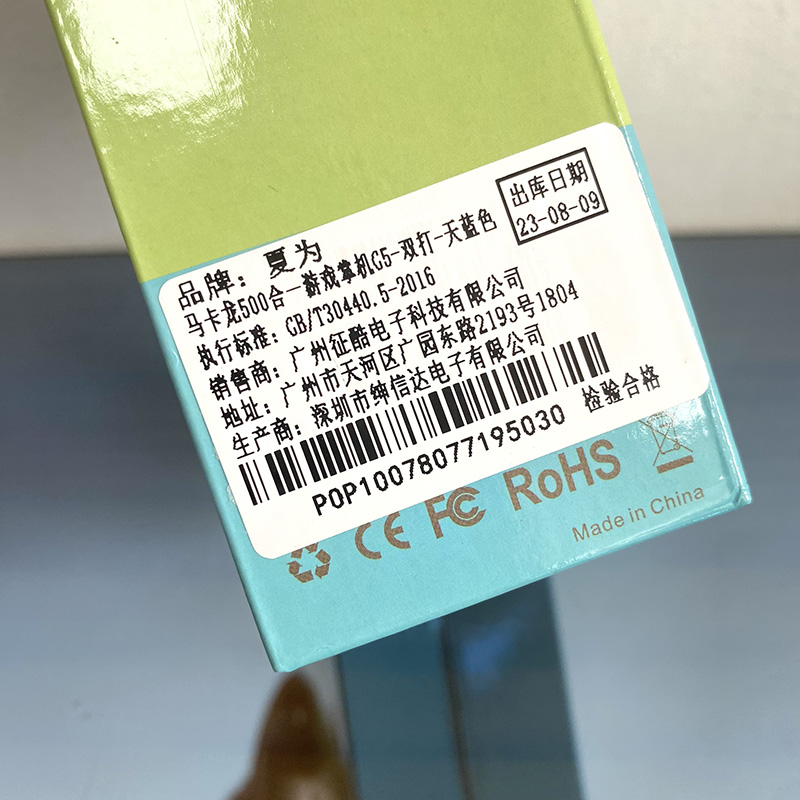 出库日期
23-08-09
品牌：夏为
马卡龙500合一游戏掌机G5-双打-天蓝色
执行标准：GB/T30440.5-2016
销售商：广州征酷电子科技有限公司
地址：广州市天河区广园东路2193号1804
生产商：深圳市绅信达电子有限公司
检验合格
POP10078077195030
CE FC RoHS
Made in China